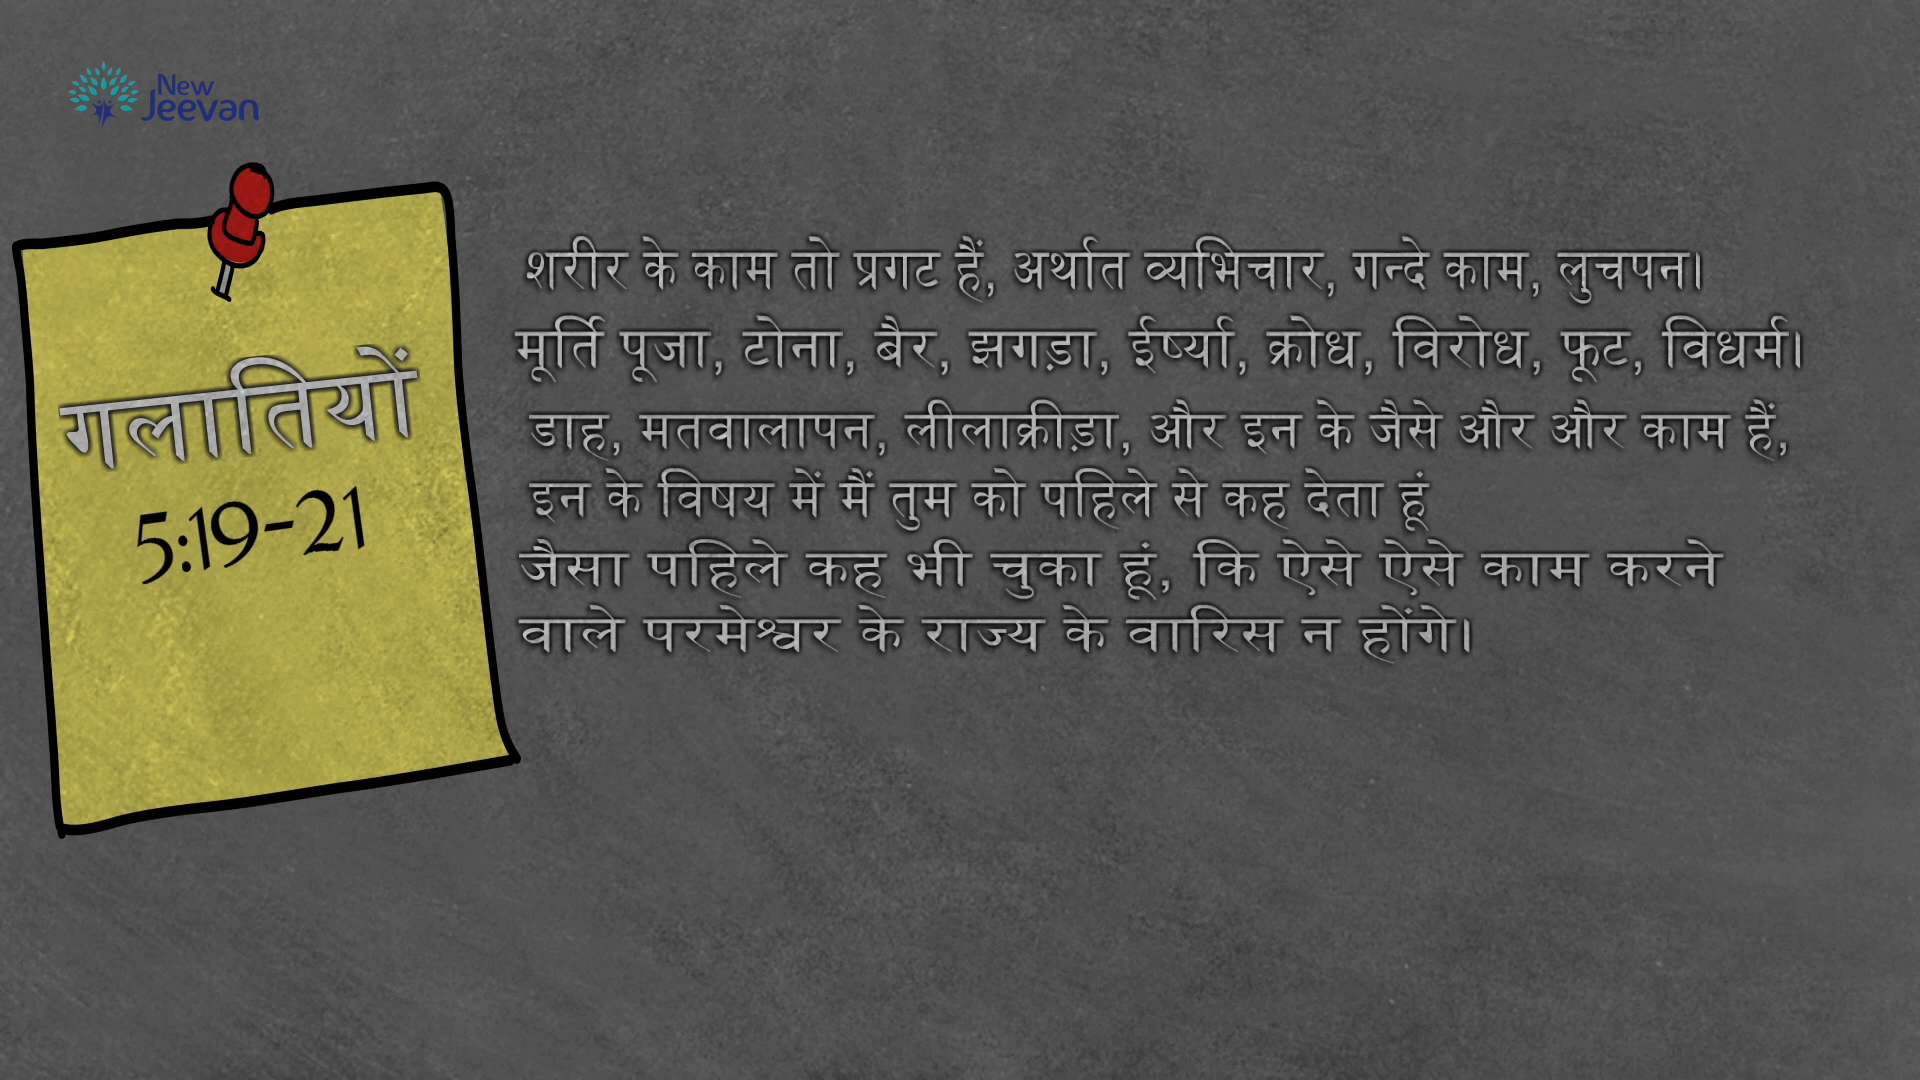 New
Jeevan
गलातियों
5:19-21
शरीर के काम तो प्रगट हैं, अर्थात व्यभिचार, गन्दे काम, लुचपन।
मूर्ति पूजा, टोना, बैर, झगड़ा, ईर्ष्या, क्रोध, विरोध, फूट, विधर्म।
डाह, मतवालापन, लीलाक्रीड़ा, और इन के जैसे और और काम हैं,
इन के विषय में मैं तुम को पहिले से कह देता हूं
जैसा पहिले कह भी चुका हूं, कि ऐसे ऐसे काम करने
वाले परमेश्वर के राज्य के वारिस न होंगे।